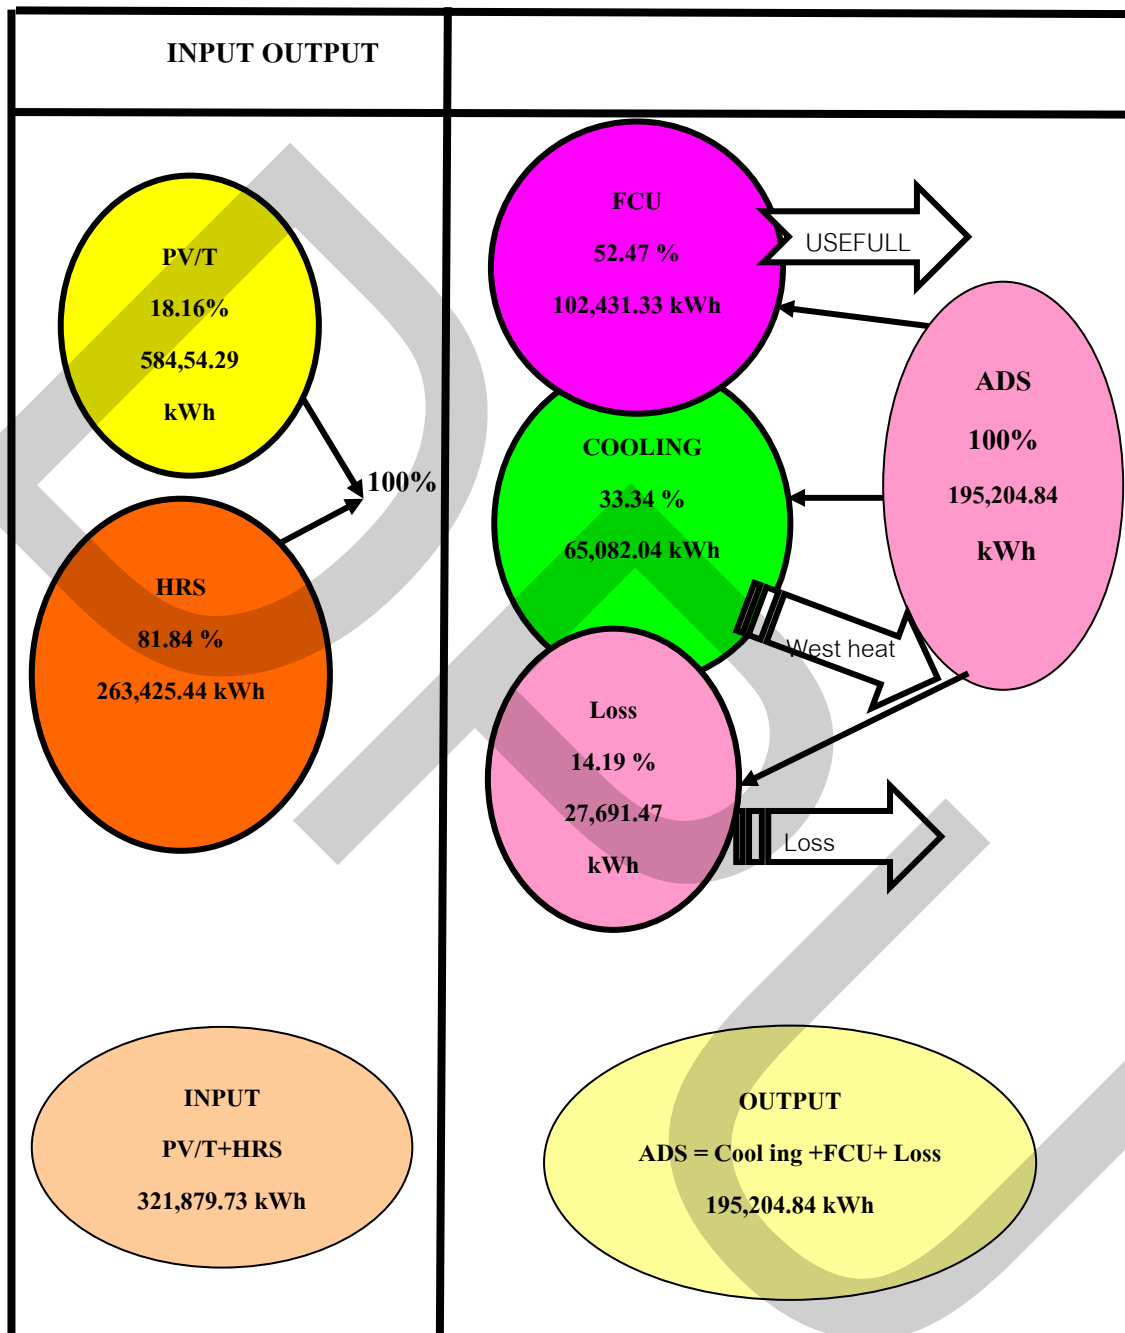 INPUT OUTPUT
PV/T
18.16%
584,54.29
kWh
100%
HRS
81.84 %
263,425.44 kWh
FCU
52.47 %
102,431.33 kWh
USEFULL
COOLING
33.34 %
65,082.04 kWh
West heat
ADS
100%
195,204.84
kWh
Loss
14.19 %
27,691.47
kWh
Loss
INPUT
PV/T+HRS
321,879.73 kWh
OUTPUT
ADS = Cool ing +FCU+ Loss
195,204.84 kWh